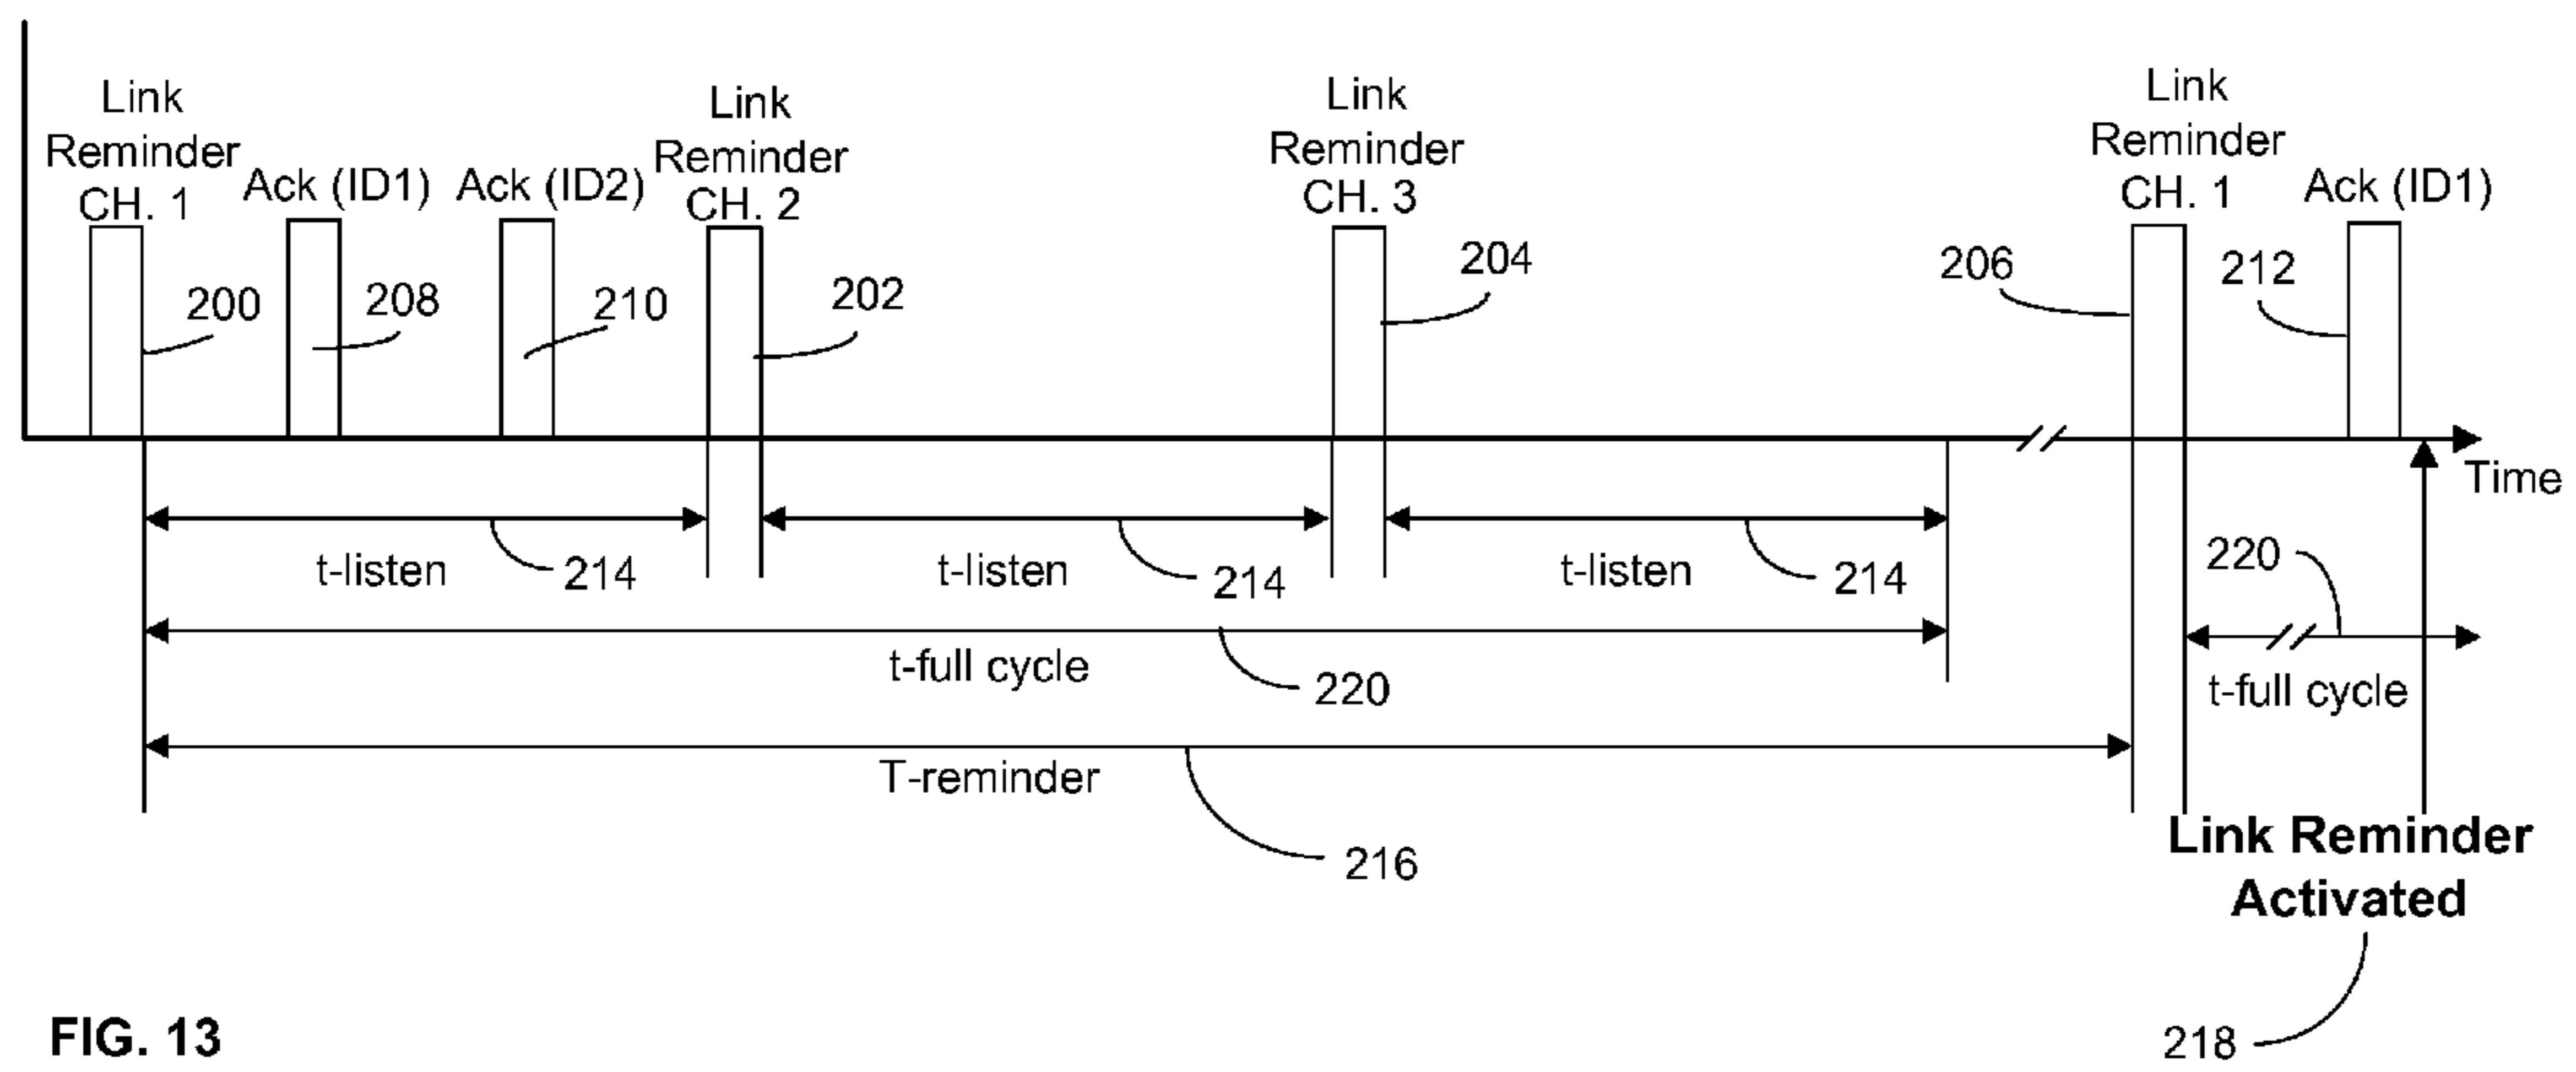 Link
Reminder
CH. 1
Ack (ID1)
Ack (ID2)
Link
Reminder
CH. 2
Link
Reminder
CH. 3
Link
Reminder
CH. 1
Ack (ID1)
200
208
210
202
204
206
212
Time
t-listen
214
t-listen
214
t-listen
214
220
t-full cycle
220
t-full cycle
T-reminder
216
Link Reminder
Activated
218
FIG. 13